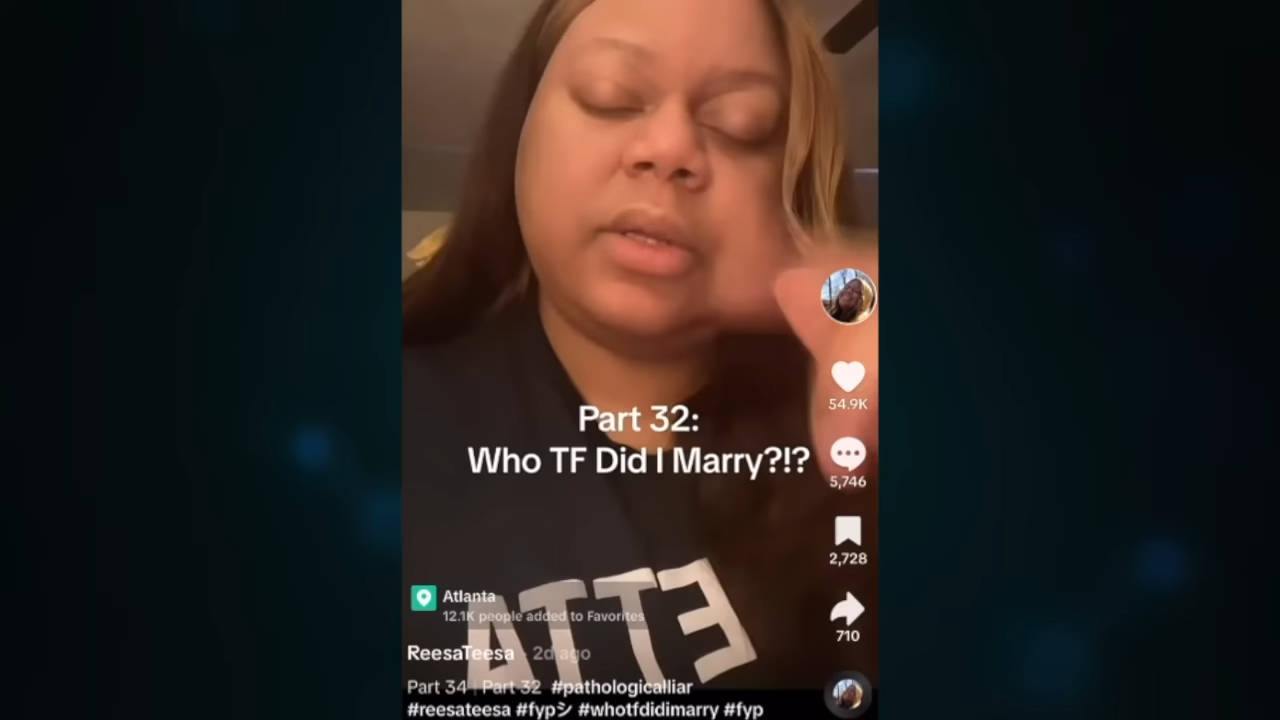 54.9K
Part 32:
Who TF Did I Marry?!?
5,746
2,728
Atlanta
12.1K people added to Favorites
710
ReesaTeesa · 2d ago
Part 34 | Part 32 #pathologicalliar
#reesateesa #fypシ #whotfdidimarry #fyp